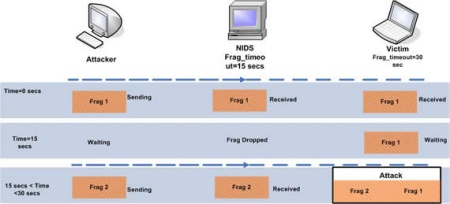 Attacker
NIDS
Frag_timeo
ut=15 secs
Victim
Frag_timeout=30
sec
Time=0 secs
Frag 1
Sending
Frag 1
Received
Frag 1
Received
Time=15
secs
Waiting
Frag Dropped
Frag 1
Waiting
15 secs < Time
<30 secs
Frag 2
Sending
Frag 2
Received
Attack
Frag 2
Frag 1